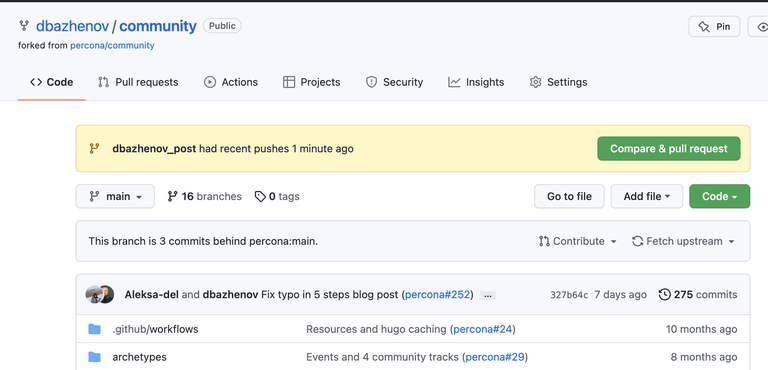 dbazhenov / community Public
Pin
forked from percona/community
Code Pull requests Actions Projects Security Insights Settings
dbazhenov_post had recent pushes 1 minute ago Compare & pull request
main 16 branches 0 tags Go to file Add file Code
This branch is 3 commits behind percona:main. Contribute Fetch upstream
Aleksa-del and dbazhenov Fix typo in 5 steps blog post (percona#252) ... 327b64c 7 days ago 275 commits
.github/workflows Resources and hugo caching (percona#24) 10 months ago
archetypes Events and 4 community tracks (percona#29) 8 months ago